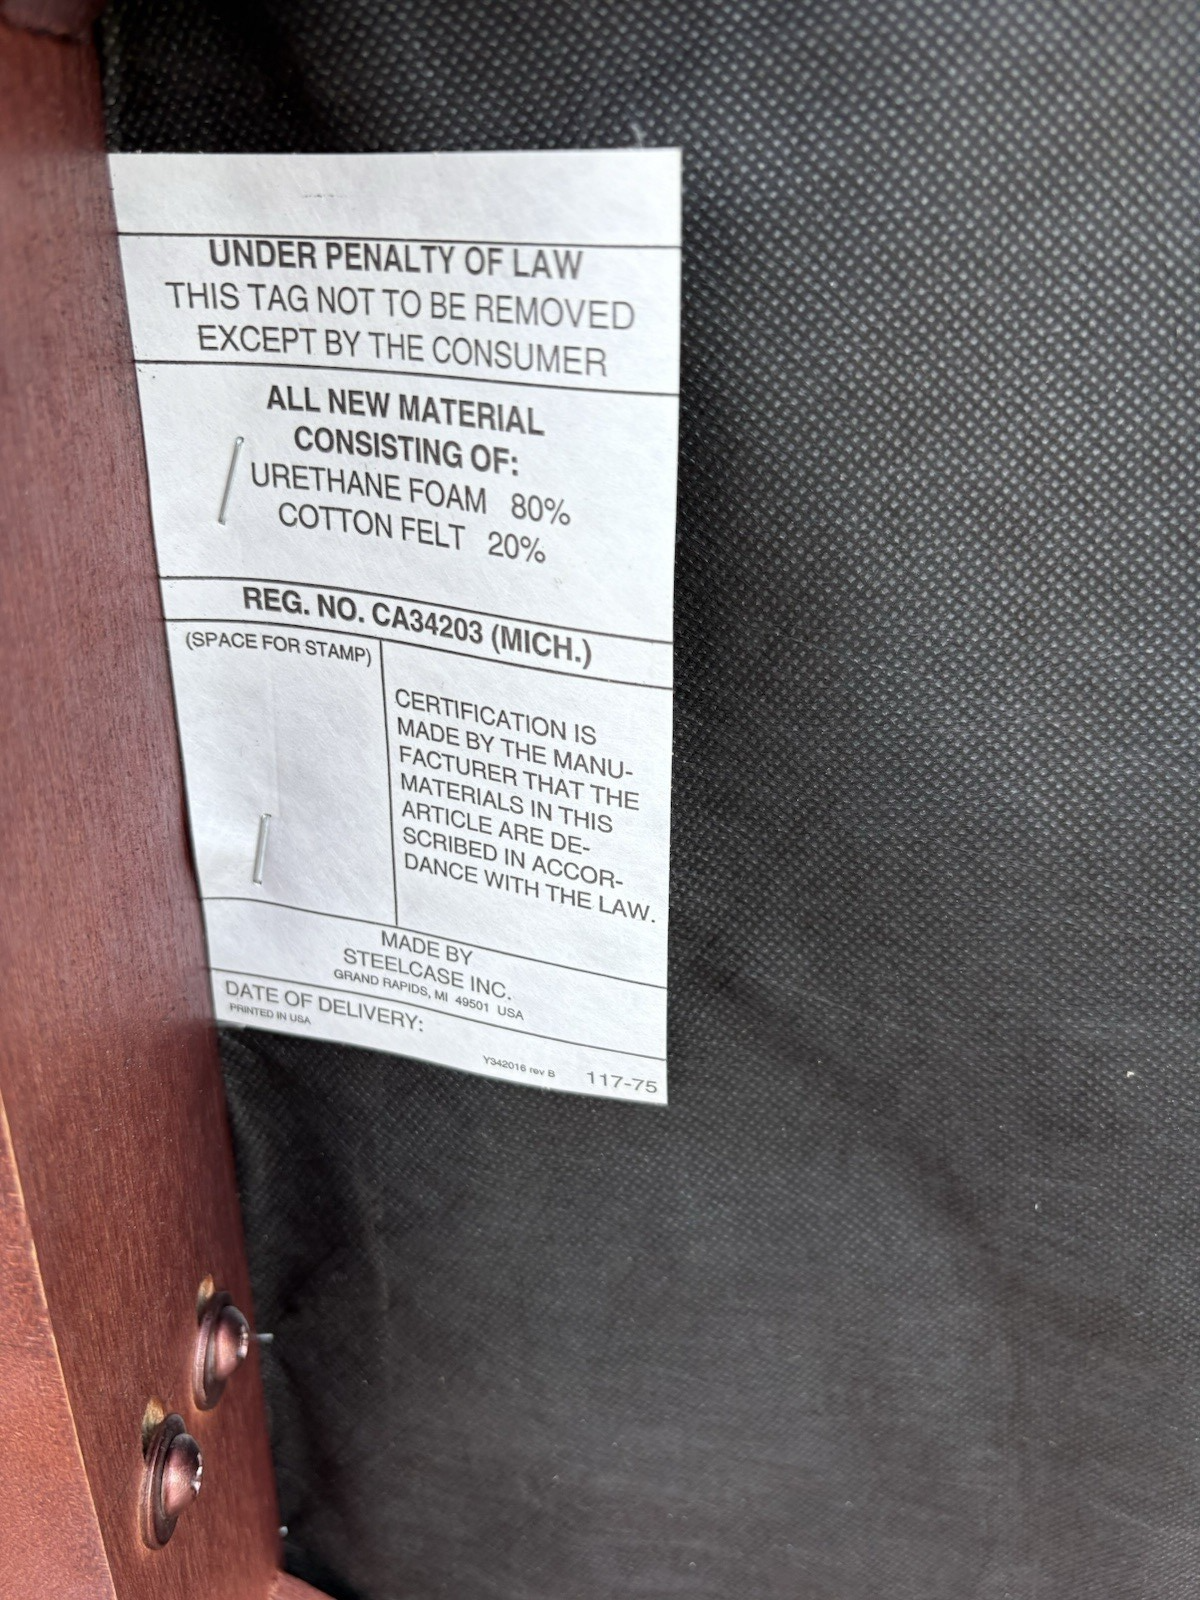 UNDER PENALTY OF LAW
THIS TAG NOT TO BE REMOVED
EXCEPT BY THE CONSUMER
ALL NEW MATERIAL
CONSISTING OF:
URETHANE FOAM 80%
COTTON FELT 20%
REG. NO. CA34203 (MICH.)
(SPACE FOR STAMP)
CERTIFICATION IS
MADE BY THE MANU-
FACTURER THAT THE
MATERIALS IN THIS
ARTICLE ARE DE-
SCRIBED IN ACCOR-
DANCE WITH THE LAW.
MADE BY
STEELCASE INC.
GRAND RAPIDS, MI 49501 USA
DATE OF DELIVERY:
PRINTED IN USA
Y342016 rev B 117-75